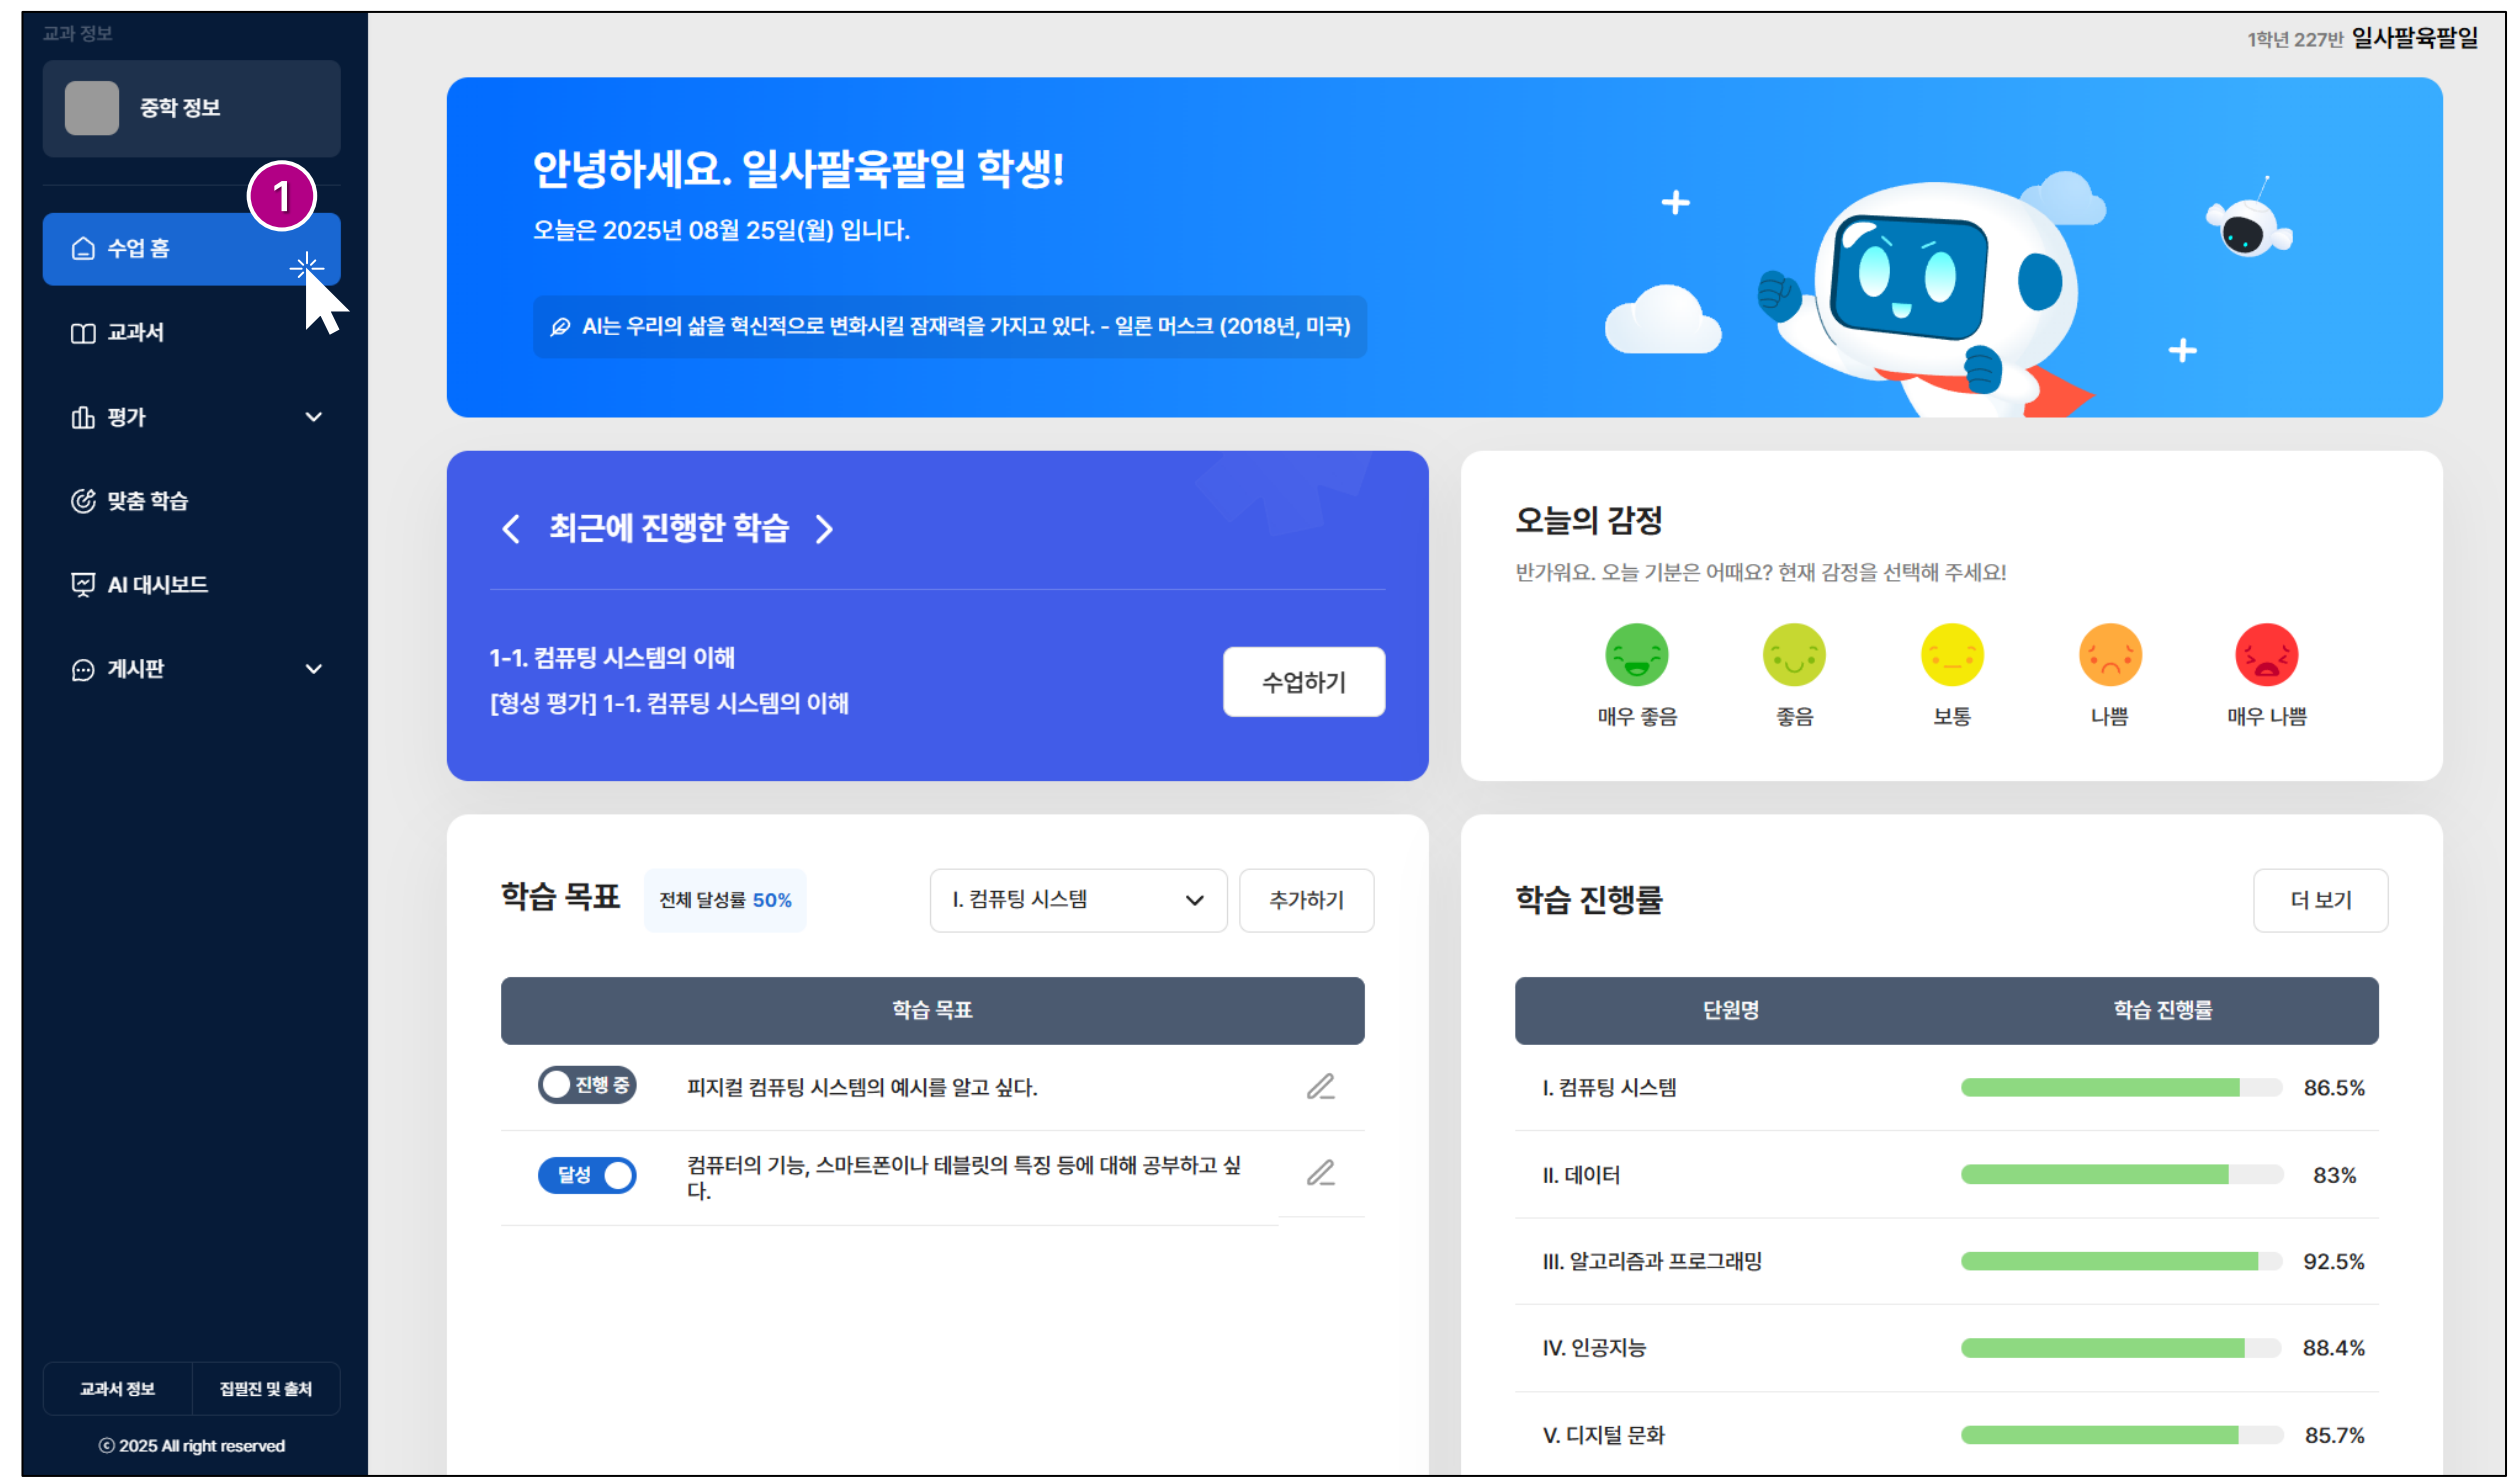 교과 정보
중학 정보
1
수업 홈
교과서
평가
맞춤 학습
AI 대시보드
게시판
교과서 정보
집필진 및 출처
ⓒ 2025 All right reserved
1학년 227반 일사팔육팔일
안녕하세요. 일사팔육팔일 학생!
오늘은 2025년 08월 25일(월) 입니다.
AI는 우리의 삶을 혁신적으로 변화시킬 잠재력을 가지고 있다. - 일론 머스크 (2018년, 미국)
최근에 진행한 학습
1-1. 컴퓨팅 시스템의 이해
[형성 평가] 1-1. 컴퓨팅 시스템의 이해
수업하기
오늘의 감정
반가워요. 오늘 기분은 어때요? 현재 감정을 선택해 주세요!
매우 좋음
좋음
보통
나쁨
매우 나쁨
학습 목표
전체 달성률 50%
I. 컴퓨팅 시스템
추가하기
학습 목표
진행 중
피지컬 컴퓨팅 시스템의 예시를 알고 싶다.
달성
컴퓨터의 기능, 스마트폰이나 테블릿의 특징 등에 대해 공부하고 싶
다.
학습 진행률
더 보기
단원명
학습 진행률
I. 컴퓨팅 시스템
86.5%
II. 데이터
83%
III. 알고리즘과 프로그래밍
92.5%
IV. 인공지능
88.4%
V. 디지털 문화
85.7%